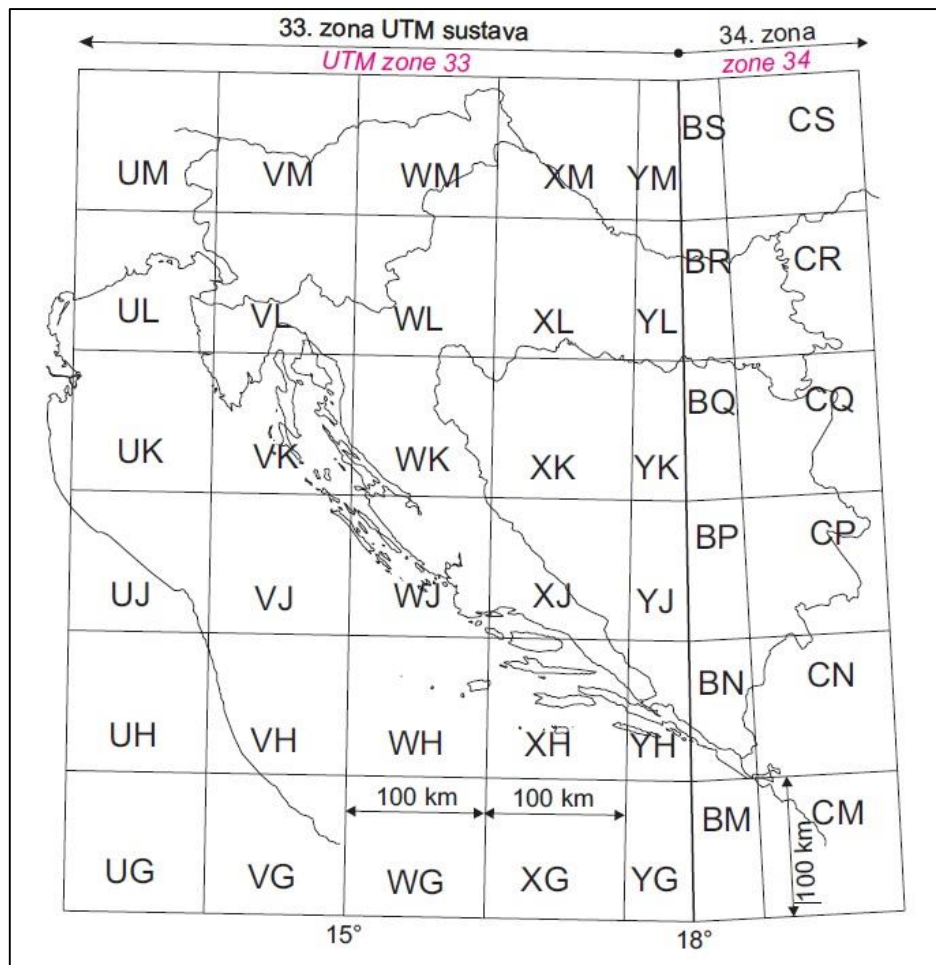 33. zona UTM sustava
34. zona
UTM zone 33
zone 34
BS CS
UM VM WM XM YM
BR CR
UL VL WL XL YL
BQ CQ
UK VK WK XK YK
BP CP
UJ VJ WJ XJ YJ
BN CN
UH VH WH XH YH
100 km 100 km
BM CM
100 km
UG VG WG XG YG
15° 18°